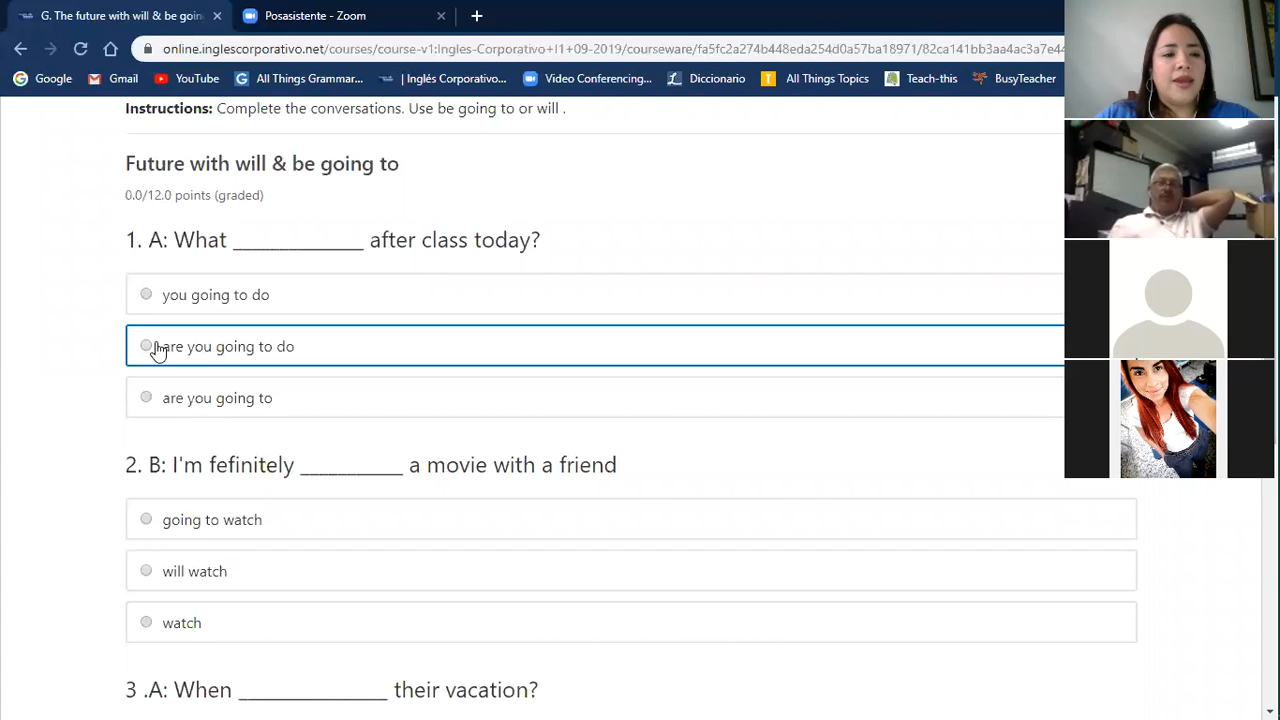 G. The future with will & be goin
Posasistente - Zoom
online.inglescorporativo.net/courses/course-v1:Ingles-Corporativo+I1+09-2019/courseware/fa5fc2a274b448eda254d0a57ba18971/82ca141bb3aa4ac3a7e44
Google Gmail YouTube All Things Grammar... | Inglés Corporativo... Video Conferencing... Diccionario All Things Topics Teach-this BusyTeacher
Instructions: Complete the conversations. Use be going to or will .
Future with will & be going to
0.0/12.0 points (graded)
1. A: What _____________ after class today?
you going to do
are you going to do
are you going to
2. B: I'm fefinitely __________ a movie with a friend
going to watch
will watch
watch
3 .A: When ______________ their vacation?